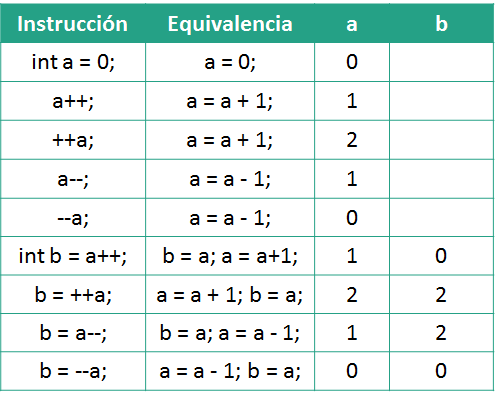 Instrucción Equivalencia a b
int a = 0; a = 0; 0
a++; a = a + 1; 1
++a; a = a + 1; 2
a--; a = a - 1; 1
--a; a = a - 1; 0
int b = a++; b = a; a = a+1; 1 0
b = ++a; a = a + 1; b = a; 2 2
b = a--; b = a; a = a - 1; 1 2
b = --a; a = a - 1; b = a; 0 0